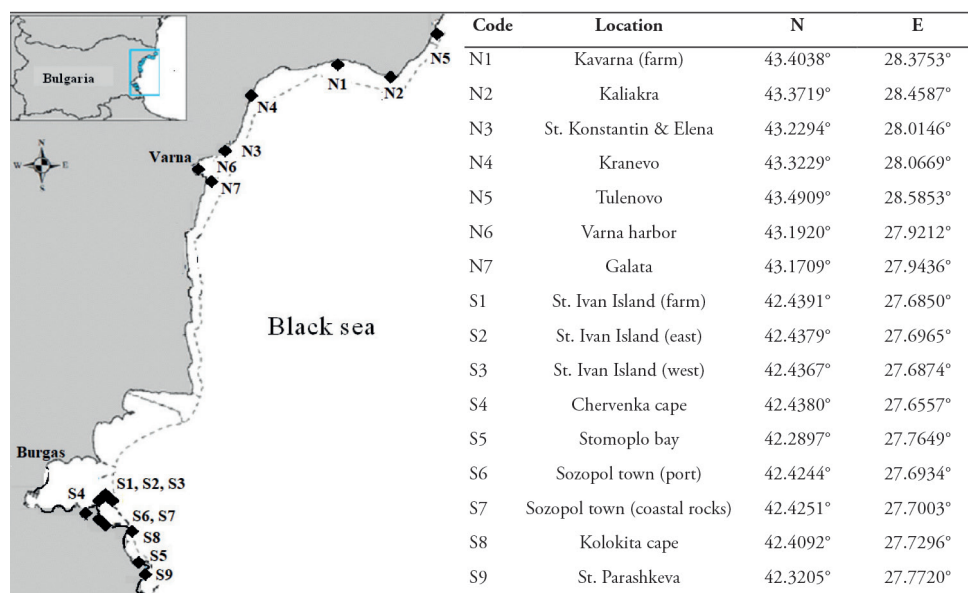 Bulgaria
N
W E
S
N5
N1
N2
N4
Varna
N3
N6
N7
Black sea
Burgas
S1, S2, S3
S4
S6, S7
S8
S5
S9
Code Location N E
N1 Kavarna (farm) 43.4038° 28.3753°
N2 Kaliakra 43.3719° 28.4587°
N3 St. Konstantin & Elena 43.2294° 28.0146°
N4 Kranevo 43.3229° 28.0669°
N5 Tulenovo 43.4909° 28.5853°
N6 Varna harbor 43.1920° 27.9212°
N7 Galata 43.1709° 27.9436°
S1 St. Ivan Island (farm) 42.4391° 27.6850°
S2 St. Ivan Island (east) 42.4379° 27.6965°
S3 St. Ivan Island (west) 42.4367° 27.6874°
S4 Chervenka cape 42.4380° 27.6557°
S5 Stomoplo bay 42.2897° 27.7649°
S6 Sozopol town (port) 42.4244° 27.6934°
S7 Sozopol town (coastal rocks) 42.4251° 27.7003°
S8 Kolokita cape 42.4092° 27.7296°
S9 St. Parashkeva 42.3205° 27.7720°